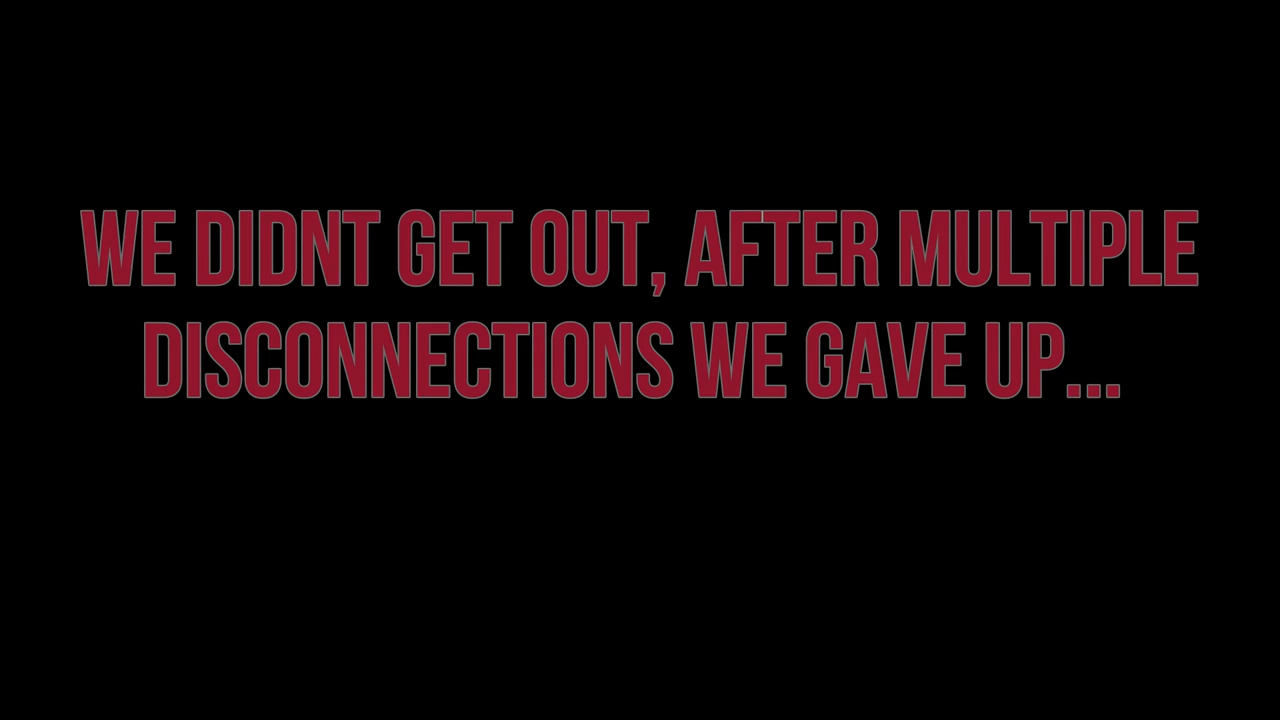 WE DIDNT GET OUT, AFTER MULTIPLE
DISCONNECTIONS WE GAVE UP...